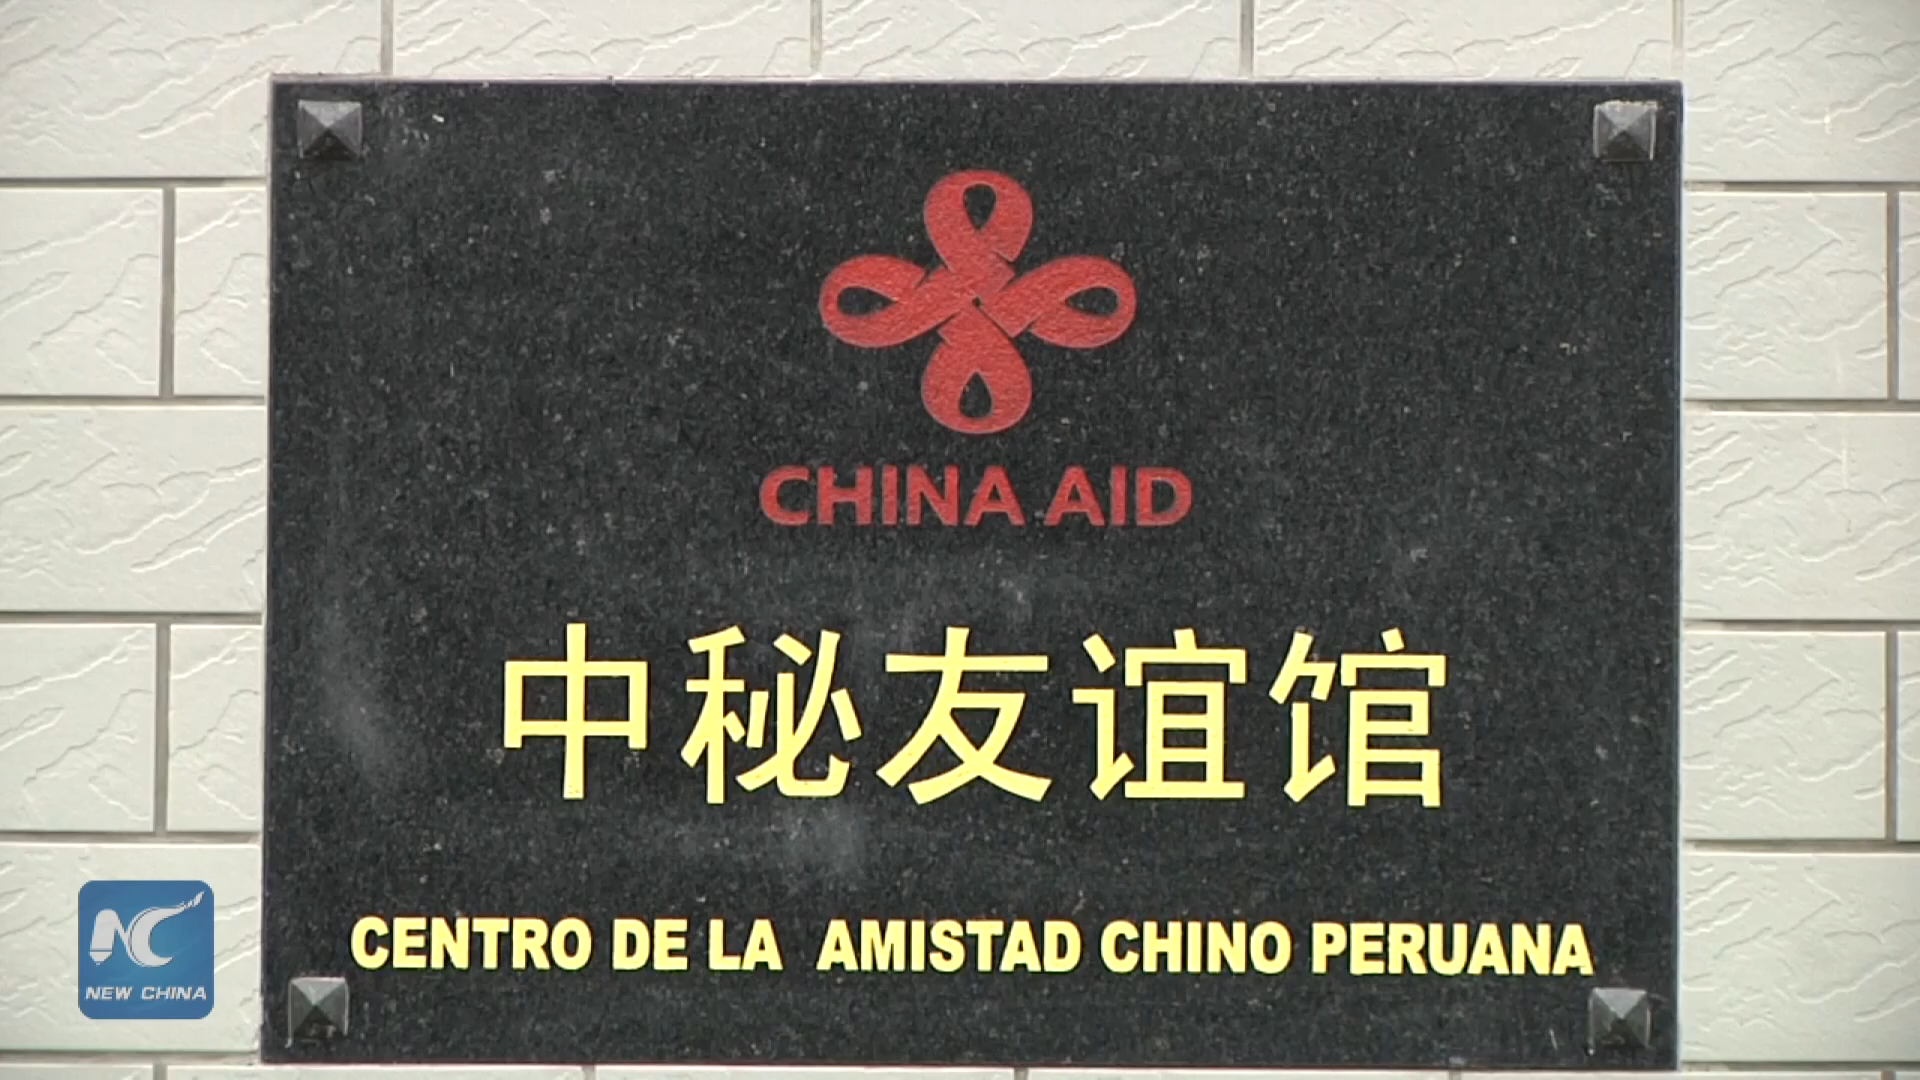 CHINA AID
中秘友谊馆
CENTRO DE LA AMISTAD CHINO PERUANA
NEW CHINA